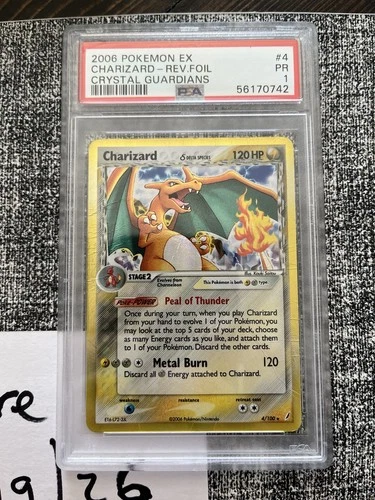 2006 POKEMON EX #4
CHARIZARD-REV.FOIL PR
CRYSTAL GUARDIANS 1
PSA 56170742
Charizard δ DELTA SPECIES 120 HP
Illus. Kouki Saitou
STAGE 2 Evolves from Charmeleon This Pokémon is both type
POKé-POWER Peal of Thunder
Once during your turn, when you play Charizard
from your hand to evolve 1 of your Pokémon, you
may look at the top 5 cards of your deck, choose
as many Energy cards as you like, and attach them
to 1 of your Pokémon. Discard the other cards.
Metal Burn 120
Discard all Energy attached to Charizard.
weakness resistance retreat cost
©2006 Pokémon/Nintendo 4/100
re
9/26